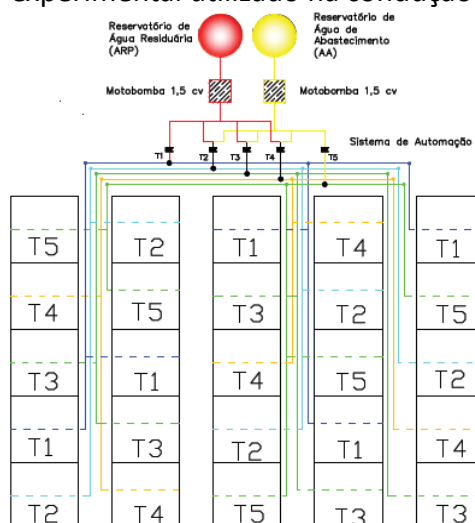 experimental utilizado na condução
Reservatório de
Água Residuária
(ARP)
Reservatório de
Água de
Abastecimento
(AA)
Motobomba 1,5 cv
Motobomba 1,5 cv
Sistema de Automação
T1 T2 T3 T4 T5
T5 T2 T1 T4 T1
T4 T5 T3 T2 T5
T3 T1 T4 T5 T2
T1 T3 T2 T1 T4
T2 T4 T5 T3 T3